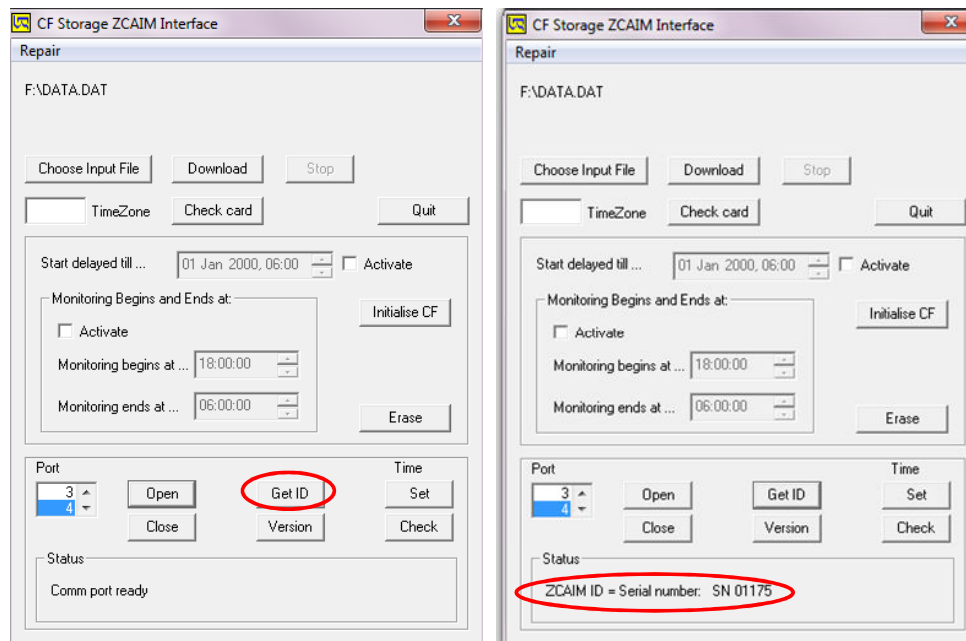 CF Storage ZCAIM Interface
Repair
F:\DATA.DAT
Choose Input File Download Stop
TimeZone Check card Quit
Start delayed till ... 01 Jan 2000, 06:00 Activate
Monitoring Begins and Ends at:
Initialise CF
Activate
Monitoring begins at ... 18:00:00
Monitoring ends at ... 06:00:00
Erase
Port Time
3 Open Get ID Set
4 Close Version Check
Status
Comm port ready
CF Storage ZCAIM Interface
Repair
F:\DATA.DAT
Choose Input File Download Stop
TimeZone Check card Quit
Start delayed till ... 01 Jan 2000, 06:00 Activate
Monitoring Begins and Ends at:
Initialise CF
Activate
Monitoring begins at ... 18:00:00
Monitoring ends at ... 06:00:00
Erase
Port Time
3 Open Get ID Set
4 Close Version Check
Status
ZCAIM ID = Serial number: SN 01175